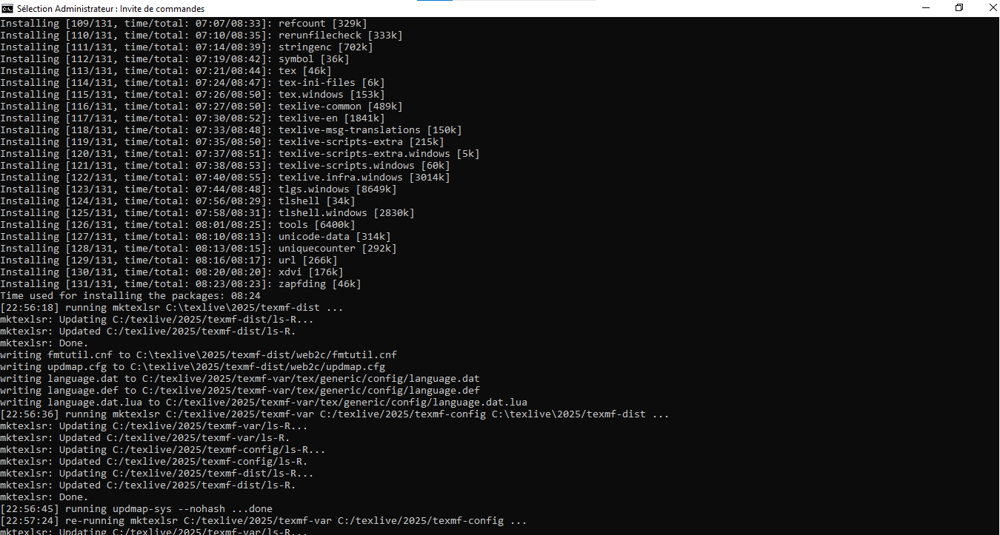 Sélection Administrateur : Invite de commandes
Installing [109/131, time/total: 07:07/08:33]: refcount [329k]
Installing [110/131, time/total: 07:10/08:35]: rerunfilecheck [333k]
Installing [111/131, time/total: 07:14/08:39]: stringenc [702k]
Installing [112/131, time/total: 07:19/08:42]: symbol [36k]
Installing [113/131, time/total: 07:21/08:44]: tex [46k]
Installing [114/131, time/total: 07:24/08:47]: tex-ini-files [6k]
Installing [115/131, time/total: 07:26/08:50]: tex.windows [153k]
Installing [116/131, time/total: 07:27/08:50]: texlive-common [489k]
Installing [117/131, time/total: 07:30/08:52]: texlive-en [1841k]
Installing [118/131, time/total: 07:33/08:48]: texlive-msg-translations [150k]
Installing [119/131, time/total: 07:35/08:50]: texlive-scripts-extra [215k]
Installing [120/131, time/total: 07:37/08:51]: texlive-scripts-extra.windows [5k]
Installing [121/131, time/total: 07:38/08:53]: texlive-scripts.windows [60k]
Installing [122/131, time/total: 07:40/08:55]: texlive.infra.windows [3014k]
Installing [123/131, time/total: 07:44/08:48]: tlgs.windows [8649k]
Installing [124/131, time/total: 07:56/08:29]: tlshell [34k]
Installing [125/131, time/total: 07:58/08:31]: tlshell.windows [2830k]
Installing [126/131, time/total: 08:01/08:25]: tools [6400k]
Installing [127/131, time/total: 08:10/08:13]: unicode-data [314k]
Installing [128/131, time/total: 08:13/08:15]: uniquecounter [292k]
Installing [129/131, time/total: 08:16/08:17]: url [266k]
Installing [130/131, time/total: 08:20/08:20]: xdvi [176k]
Installing [131/131, time/total: 08:23/08:23]: zapfding [46k]
Time used for installing the packages: 08:24
[22:56:18] running mktexlsr C:\texlive\2025/texmf-dist ...
mktexlsr: Updating C:/texlive/2025/texmf-dist/ls-R...
mktexlsr: Updated C:/texlive/2025/texmf-dist/ls-R.
mktexlsr: Done.
writing fmtutil.cnf to C:\texlive\2025/texmf-dist/web2c/fmtutil.cnf
writing updmap.cfg to C:\texlive\2025/texmf-dist/web2c/updmap.cfg
writing language.dat to C:/texlive/2025/texmf-var/tex/generic/config/language.dat
writing language.def to C:/texlive/2025/texmf-var/tex/generic/config/language.def
writing language.dat.lua to C:/texlive/2025/texmf-var/tex/generic/config/language.dat.lua
[22:56:36] running mktexlsr C:/texlive/2025/texmf-var C:/texlive/2025/texmf-config C:\texlive\2025/texmf-dist ...
mktexlsr: Updating C:/texlive/2025/texmf-var/ls-R...
mktexlsr: Updated C:/texlive/2025/texmf-var/ls-R.
mktexlsr: Updating C:/texlive/2025/texmf-config/ls-R...
mktexlsr: Updated C:/texlive/2025/texmf-config/ls-R.
mktexlsr: Updating C:/texlive/2025/texmf-dist/ls-R...
mktexlsr: Updated C:/texlive/2025/texmf-dist/ls-R.
mktexlsr: Done.
[22:56:45] running updmap-sys --nohash ...done
[22:57:24] re-running mktexlsr C:/texlive/2025/texmf-var C:/texlive/2025/texmf-config ...
mktexlsr: Updating C:/texlive/2025/texmf-var/ls-R...